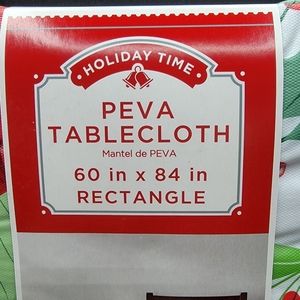 HOLIDAY TIME
PEVA
TABLECLOTH
Mantel de PEVA
60 in x 84 in
RECTANGLE